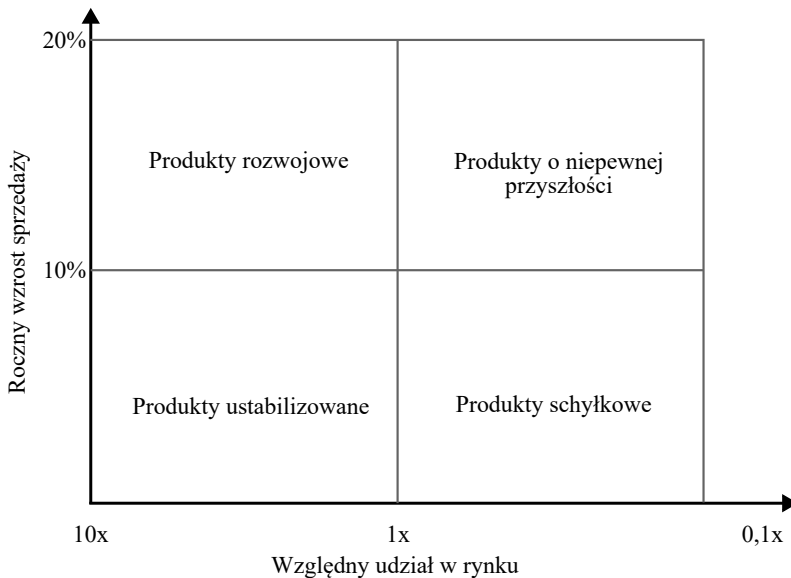 20%
Produkty rozwojowe
Produkty o niepewnej
przyszłości
Roczny wzrost sprzedaży
10%
Produkty ustabilizowane
Produkty schyłkowe
10x
1x
0,1x
Względny udział w rynku